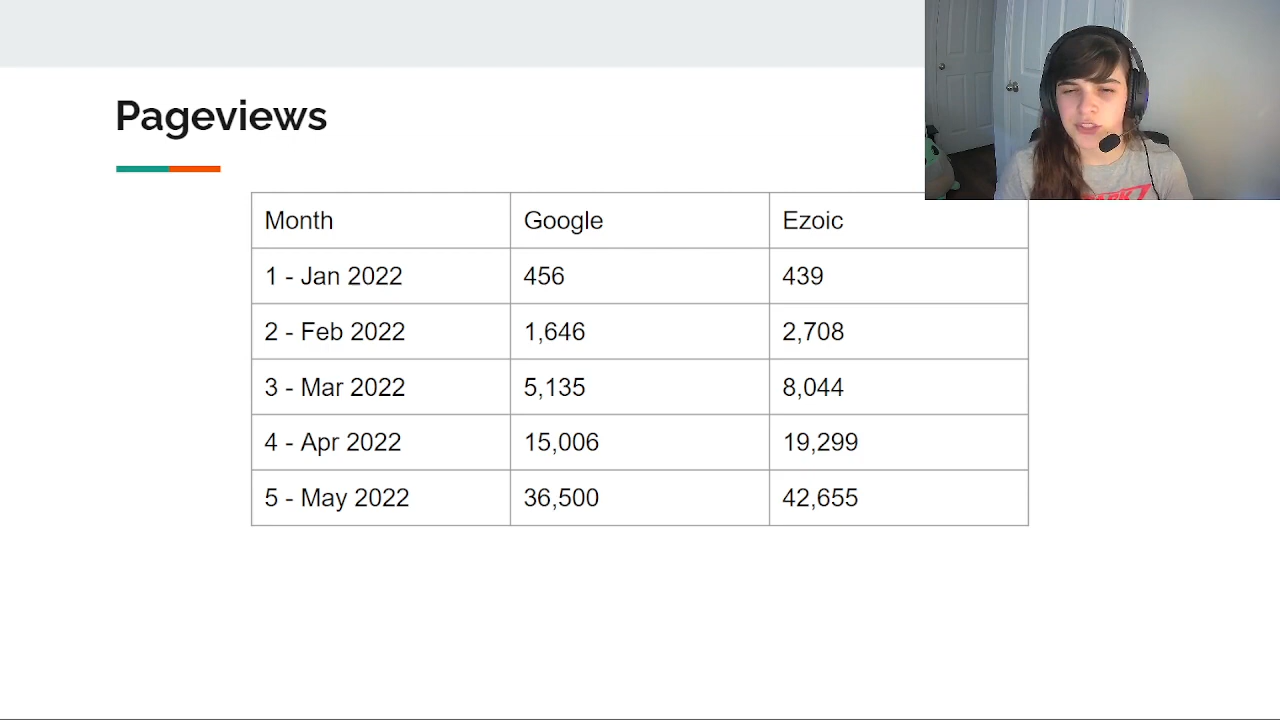 Pageviews
Month Google Ezoic
1 - Jan 2022 456 439
2 - Feb 2022 1,646 2,708
3 - Mar 2022 5,135 8,044
4 - Apr 2022 15,006 19,299
5 - May 2022 36,500 42,655